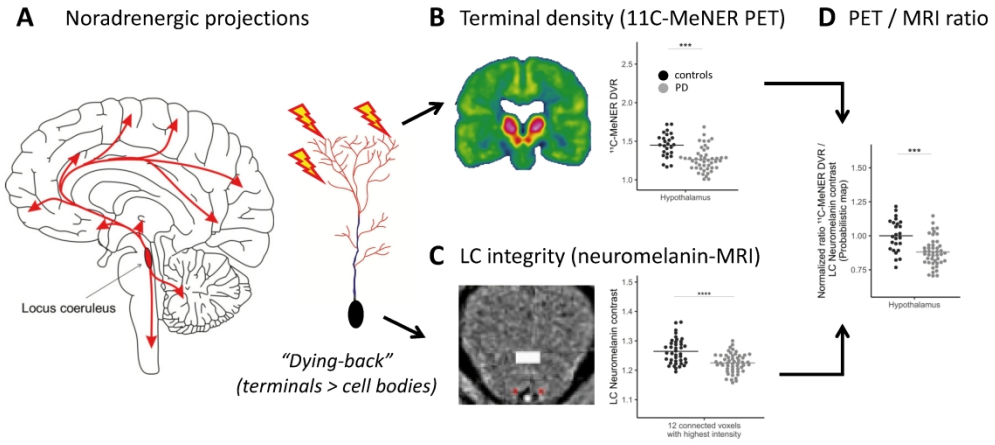 A Noradrenergic projections
Locus coeruleus
"Dying-back"
(terminals > cell bodies)
B Terminal density (11C-MeNER PET)
***
controls
PD
¹¹C-MeNER DVR
2.5
2.0
1.5
1.0
Hypothalamus
C LC integrity (neuromelanin-MRI)
****
LC Neuromelanin contrast
1.5
1.4
1.3
1.2
1.1
12 connected voxels
with highest intensity
D PET / MRI ratio
***
Normalized ratio ¹¹C-MeNER DVR /
LC Neuromelanin contrast
(Probabilistic map)
1.25
1.00
0.75
Hypothalamus